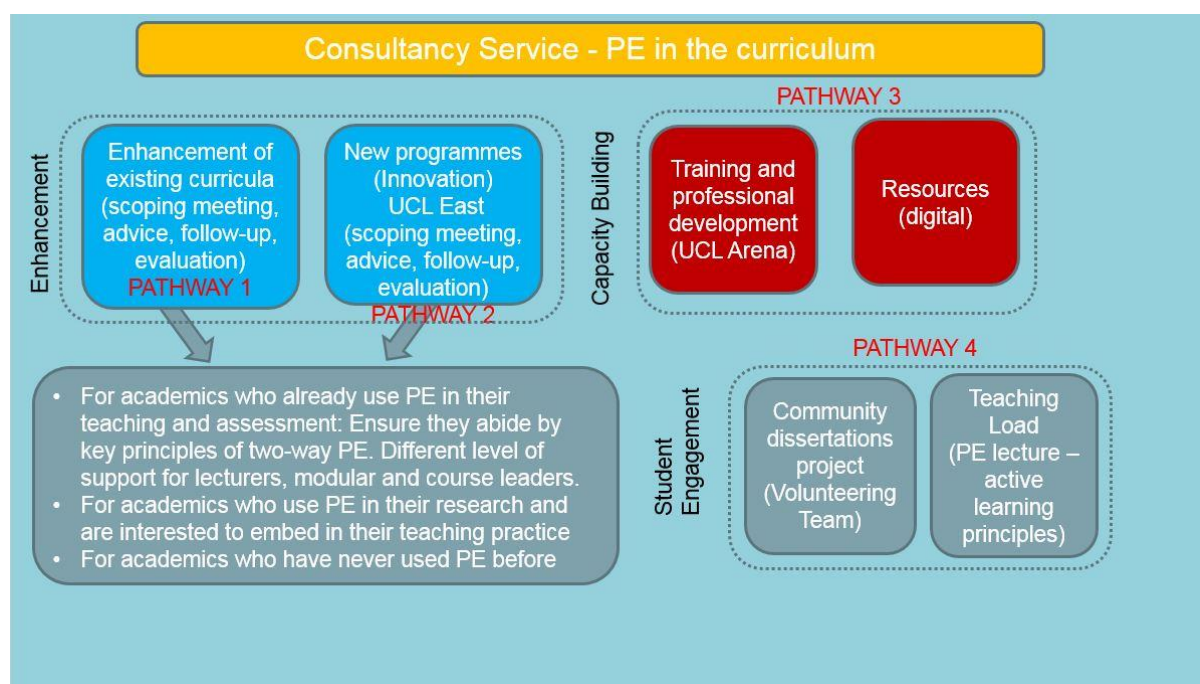 Consultancy Service - PE in the curriculum
Enhancement
Enhancement of
existing curricula
(scoping meeting,
advice, follow-up,
evaluation)
PATHWAY 1
New programmes
(Innovation)
UCL East
(scoping meeting,
advice, follow-up,
evaluation)
PATHWAY 2
PATHWAY 3
Capacity Building
Training and
professional
development
(UCL Arena)
Resources
(digital)
• For academics who already use PE in their
teaching and assessment: Ensure they abide by
key principles of two-way PE. Different level of
support for lecturers, modular and course leaders.
• For academics who use PE in their research and
are interested to embed in their teaching practice
• For academics who have never used PE before
PATHWAY 4
Student
Engagement
Community
dissertations
project
(Volunteering
Team)
Teaching
Load
(PE lecture –
active
learning
principles)